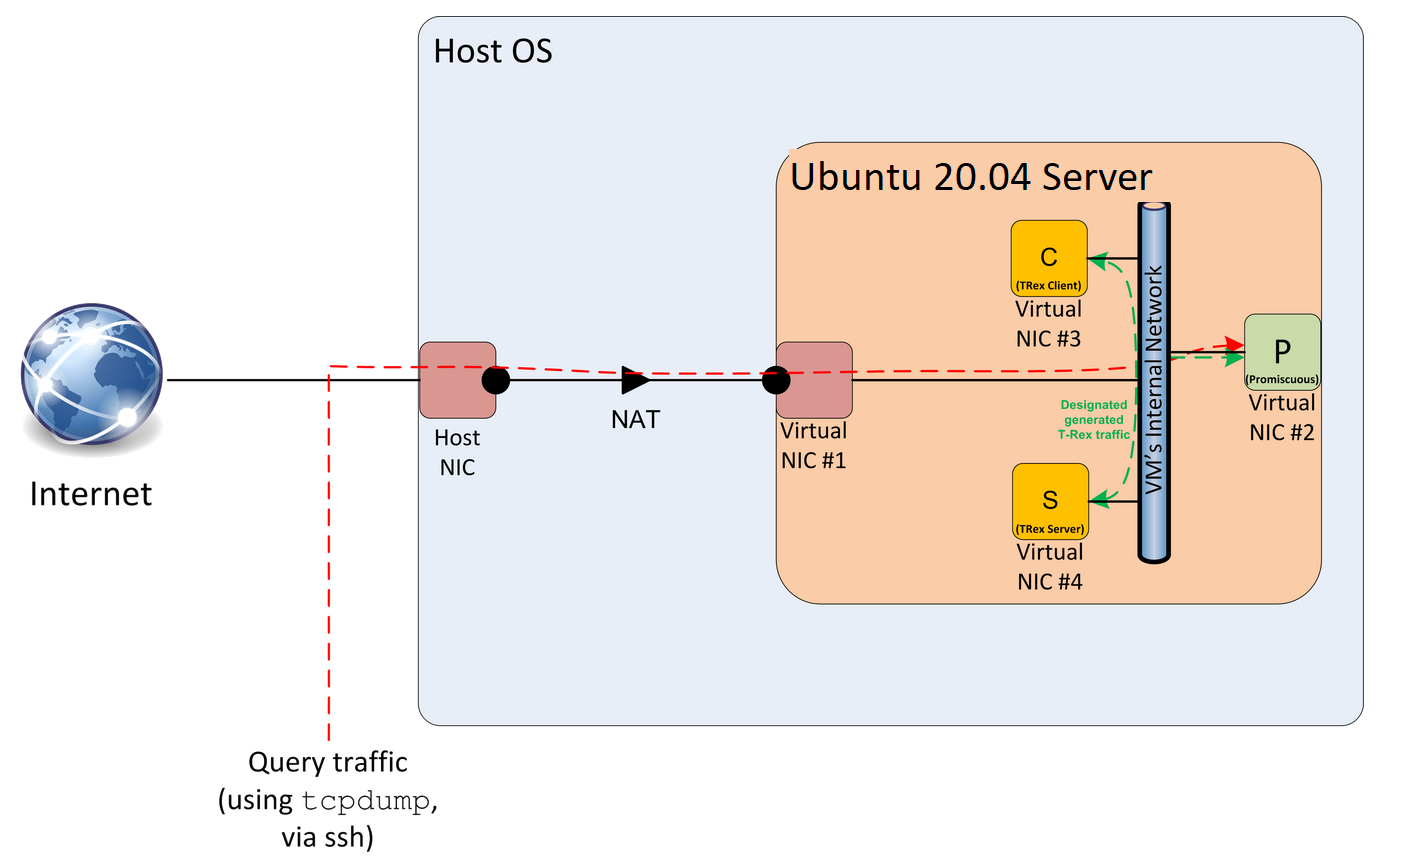 Host OS
Ubuntu 20.04 Server
C
(TRex Client)
Virtual
NIC #3
VM's Internal Network
P
(Promiscuous)
Virtual
NIC #2
Designated
generated
T-Rex traffic
NAT
Host
NIC
Virtual
NIC #1
S
(TRex Server)
Virtual
NIC #4
Internet
Query traffic
(using tcpdump,
via ssh)